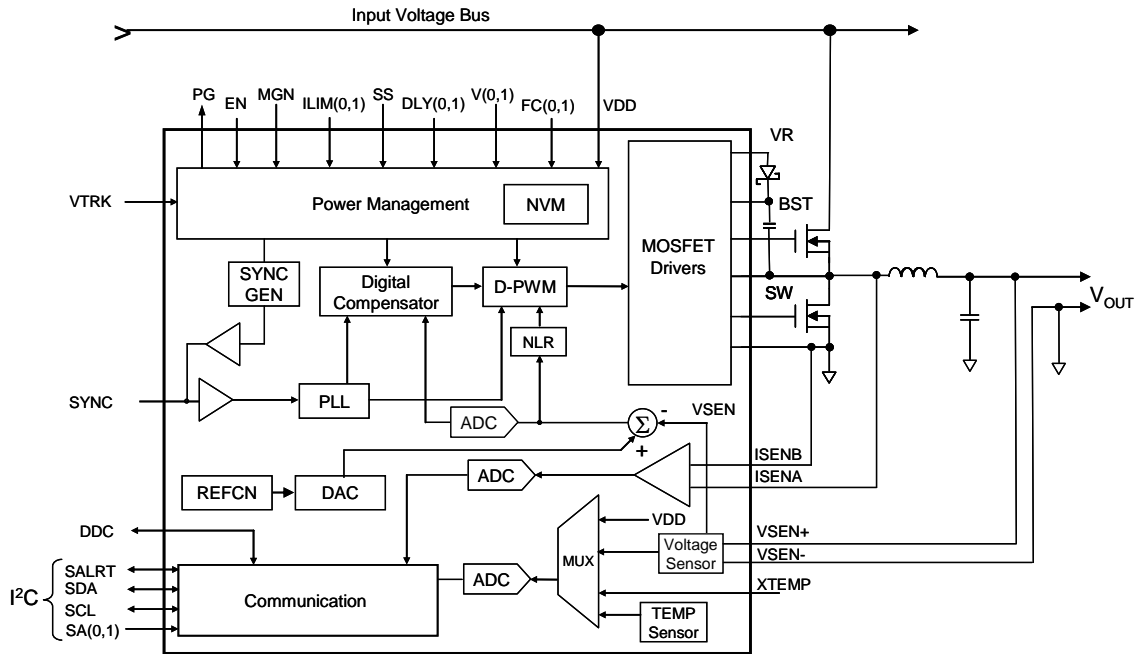 Input Voltage Bus
PG
EN
MGN
ILIM(0,1)
SS
DLY(0,1)
V(0,1)
FC(0,1)
VDD
VR
VTRK
Power Management
NVM
BST
MOSFET
Drivers
SYNC
GEN
Digital
Compensator
D-PWM
SW
VOUT
NLR
SYNC
PLL
ADC
Σ
-
+
VSEN
ISENB
ISENA
REFCN
DAC
ADC
DDC
VDD
MUX
Voltage
Sensor
VSEN+
VSEN-
I2C
SALRT
SDA
SCL
SA(0,1)
Communication
ADC
XTEMP
TEMP
Sensor